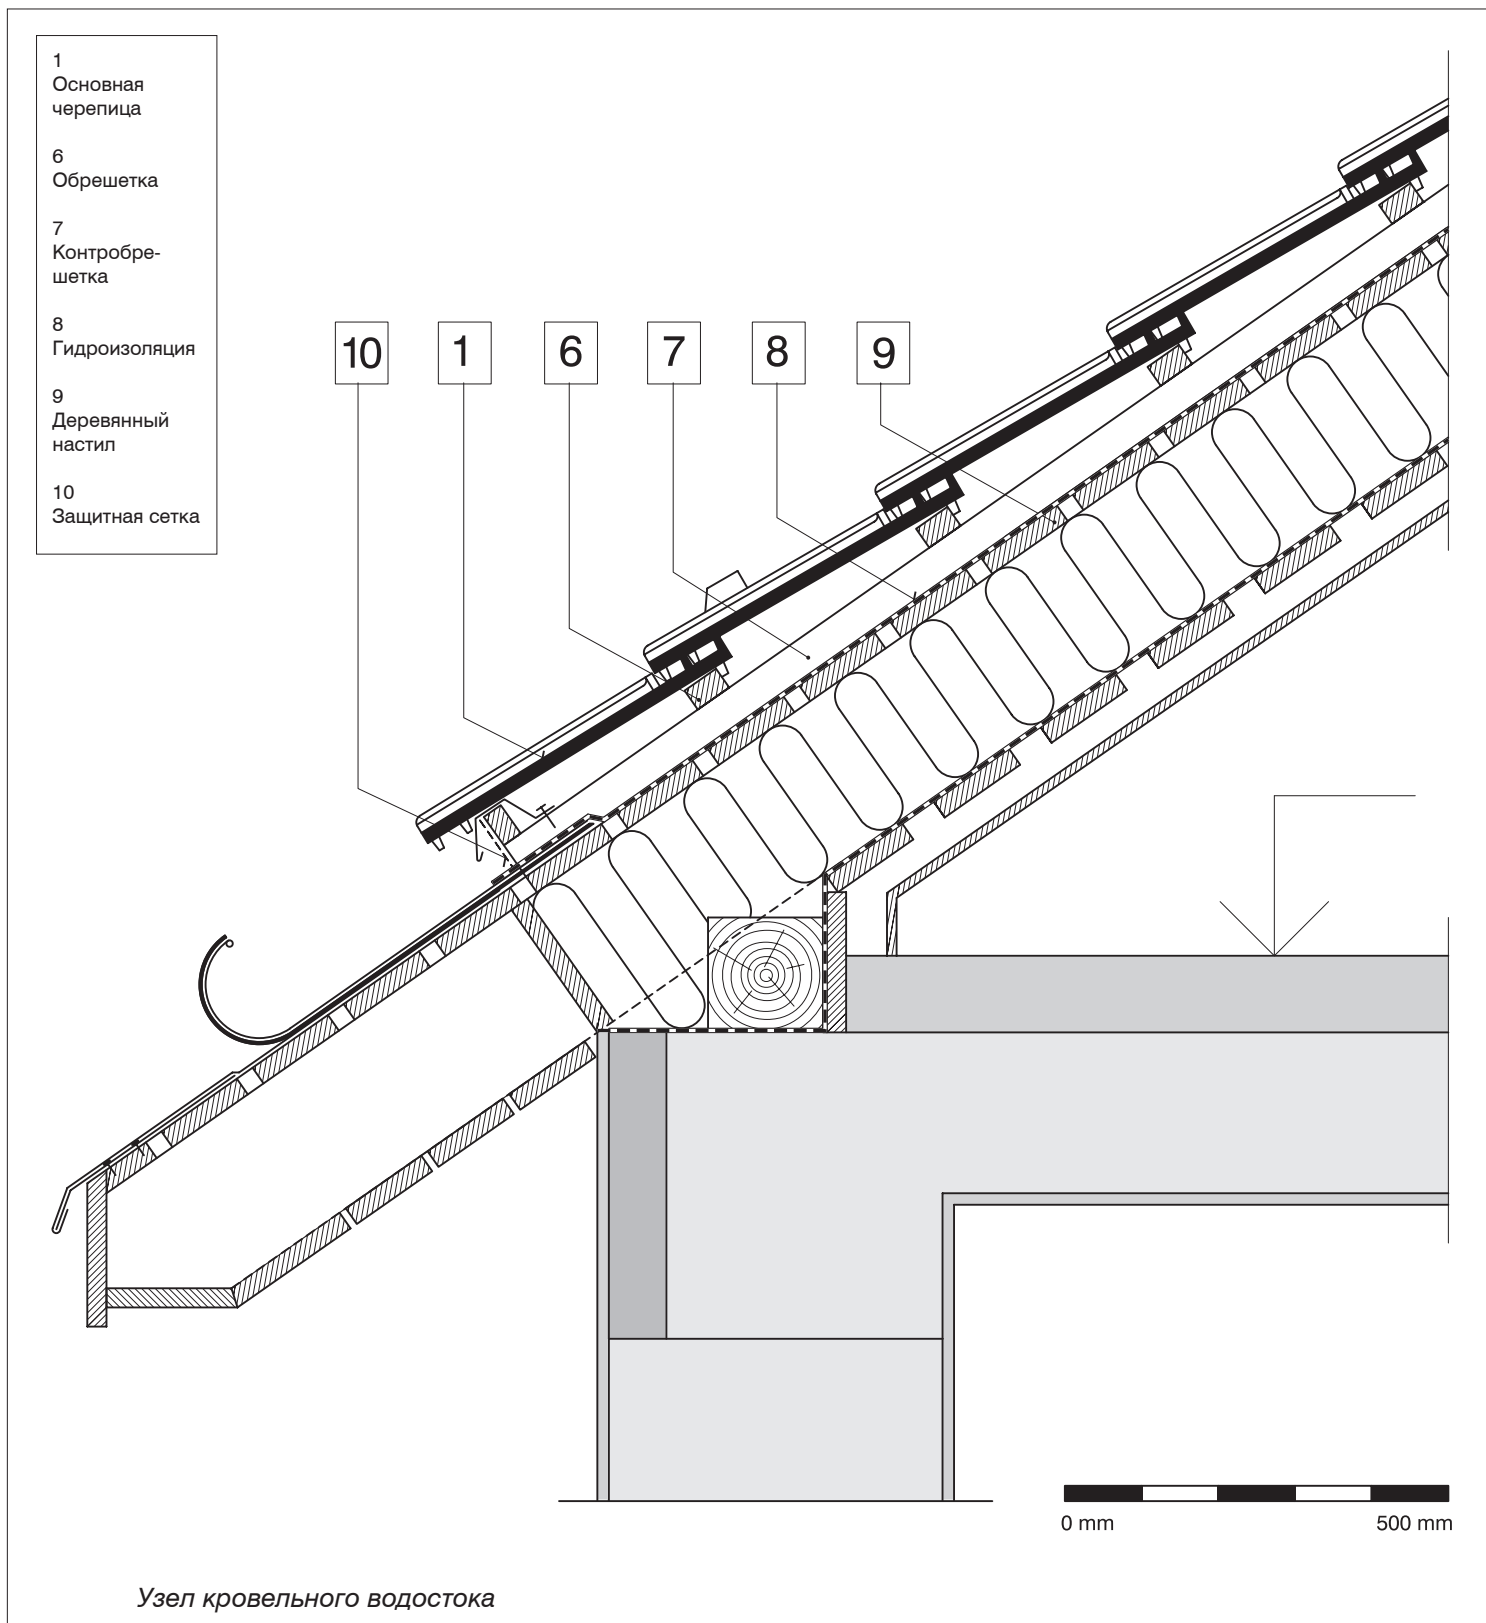 1
Основная
черепица
6
Обрешетка
7
Контробре-
шетка
8
Гидроизоляция
9
Деревянный
настил
10
Защитная сетка
10 1 6 7 8 9
0 mm 500 mm
Узел кровельного водостока